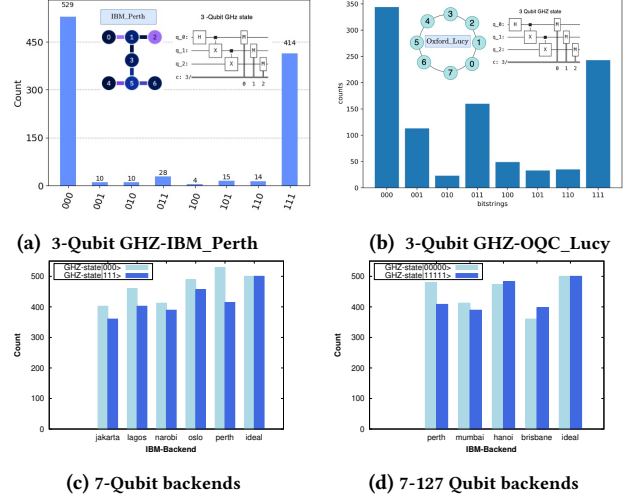 529
IBM_Perth
3 -Qubit GHz state
0 1 2
3
4 5 6
q_0: H M
q_1: X M
q_2: X M
c: 3/
0 1 2
Count
450
300
150
0
10 10 28 4 15 14 414
000 001 010 011 100 101 110 111
(a) 3-Qubit GHZ-IBM_Perth
Oxford_Lucy
3 Qubit GHZ state
3
4 2
5 1
6 0
7
q_0: H M
q_1: X M
q_2: X M
c: 3/
0 1 2
counts
350
300
250
200
150
100
50
0
000 001 010 011 100 101 110 111
bitstrings
(b) 3-Qubit GHZ-OQC_Lucy
GHZ-state|000>
GHZ-state|111>
Count
500
400
300
200
100
0
jakarta lagos narobi oslo perth ideal
IBM-Backend
(c) 7-Qubit backends
GHZ-state|00000>
GHZ-state|11111>
Count
500
400
300
200
100
0
perth mumbai hanoi brisbane ideal
IBM-Backend
(d) 7-127 Qubit backends